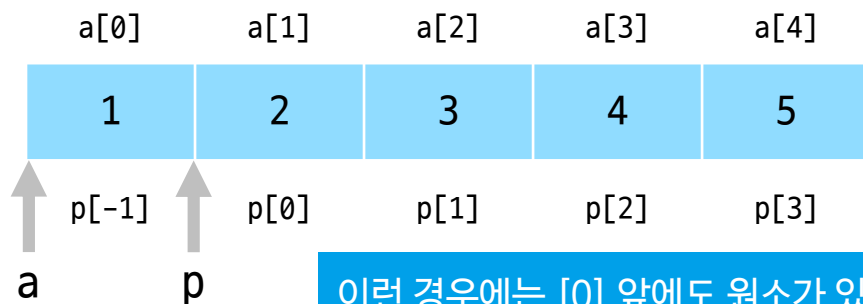 a[0] a[1] a[2] a[3] a[4]
1 2 3 4 5
p[-1] p[0] p[1] p[2] p[3]
a p
이런 경우에는 [0] 앞에도 원소가